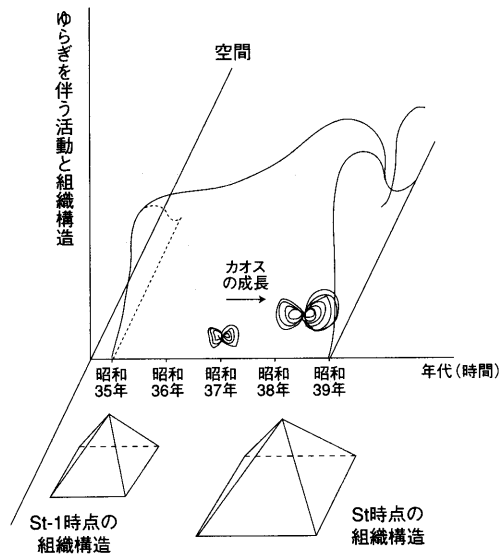 ゆらぎを伴う活動と組織構造
空間
カオス
の成長
昭和
35年
昭和
36年
昭和
37年
昭和
38年
昭和
39年
年代(時間)
St-1時点の
組織構造
St時点の
組織構造